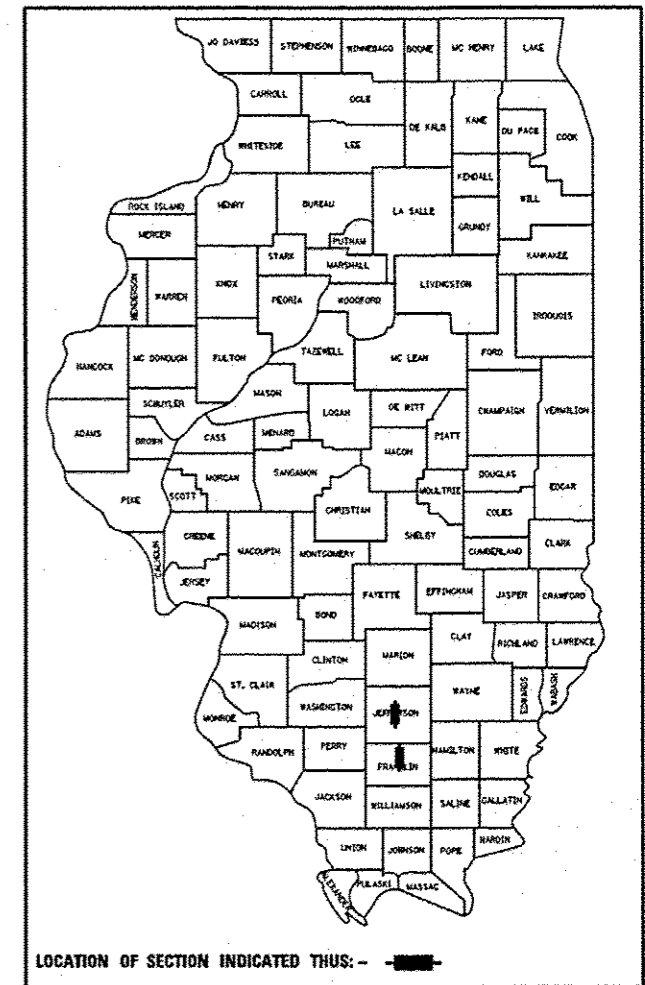 JO DAVIESS STEPHENSON WINNEBAGO BOONE MC HENRY LAKE
CARROLL OGLE DE KALB KANE DU PAGE COOK
WHITESIDE LEE
KENDALL WILL
ROCK ISLAND HENRY BUREAU LA SALLE GRUNDY
MERCER PUTNAM
STARK MARSHALL KANKAKEE
HENDERSON WARREN KNOX PEORIA WOODFORD LIVINGSTON IROQUOIS
HANCOCK MC DONOUGH FULTON TAZEWELL MC LEAN FORD
MASON
SCHUYLER LOGAN DE WITT CHAMPAIGN VERMILION
ADAMS BROWN CASS MENARD MACON PIATT
PIKE SCOTT MORGAN SANGAMON MOULTRIE DOUGLAS EDGAR
CHRISTIAN COLES
GREENE MACOUPIN MONTGOMERY SHELBY CUMBERLAND CLARK
CALHOUN JERSEY
FAYETTE EFFINGHAM JASPER CRAWFORD
MADISON BOND
CLAY RICHLAND LAWRENCE
CLINTON MARION
ST. CLAIR WAYNE EDWARDS WABASH
MONROE WASHINGTON JEFFERSON
RANDOLPH PERRY FRANKLIN HAMILTON WHITE
JACKSON WILLIAMSON SALINE GALLATIN
UNION JOHNSON POPE HARDIN
ALEXANDER PULASKI MASSAC
LOCATION OF SECTION INDICATED THUS: -